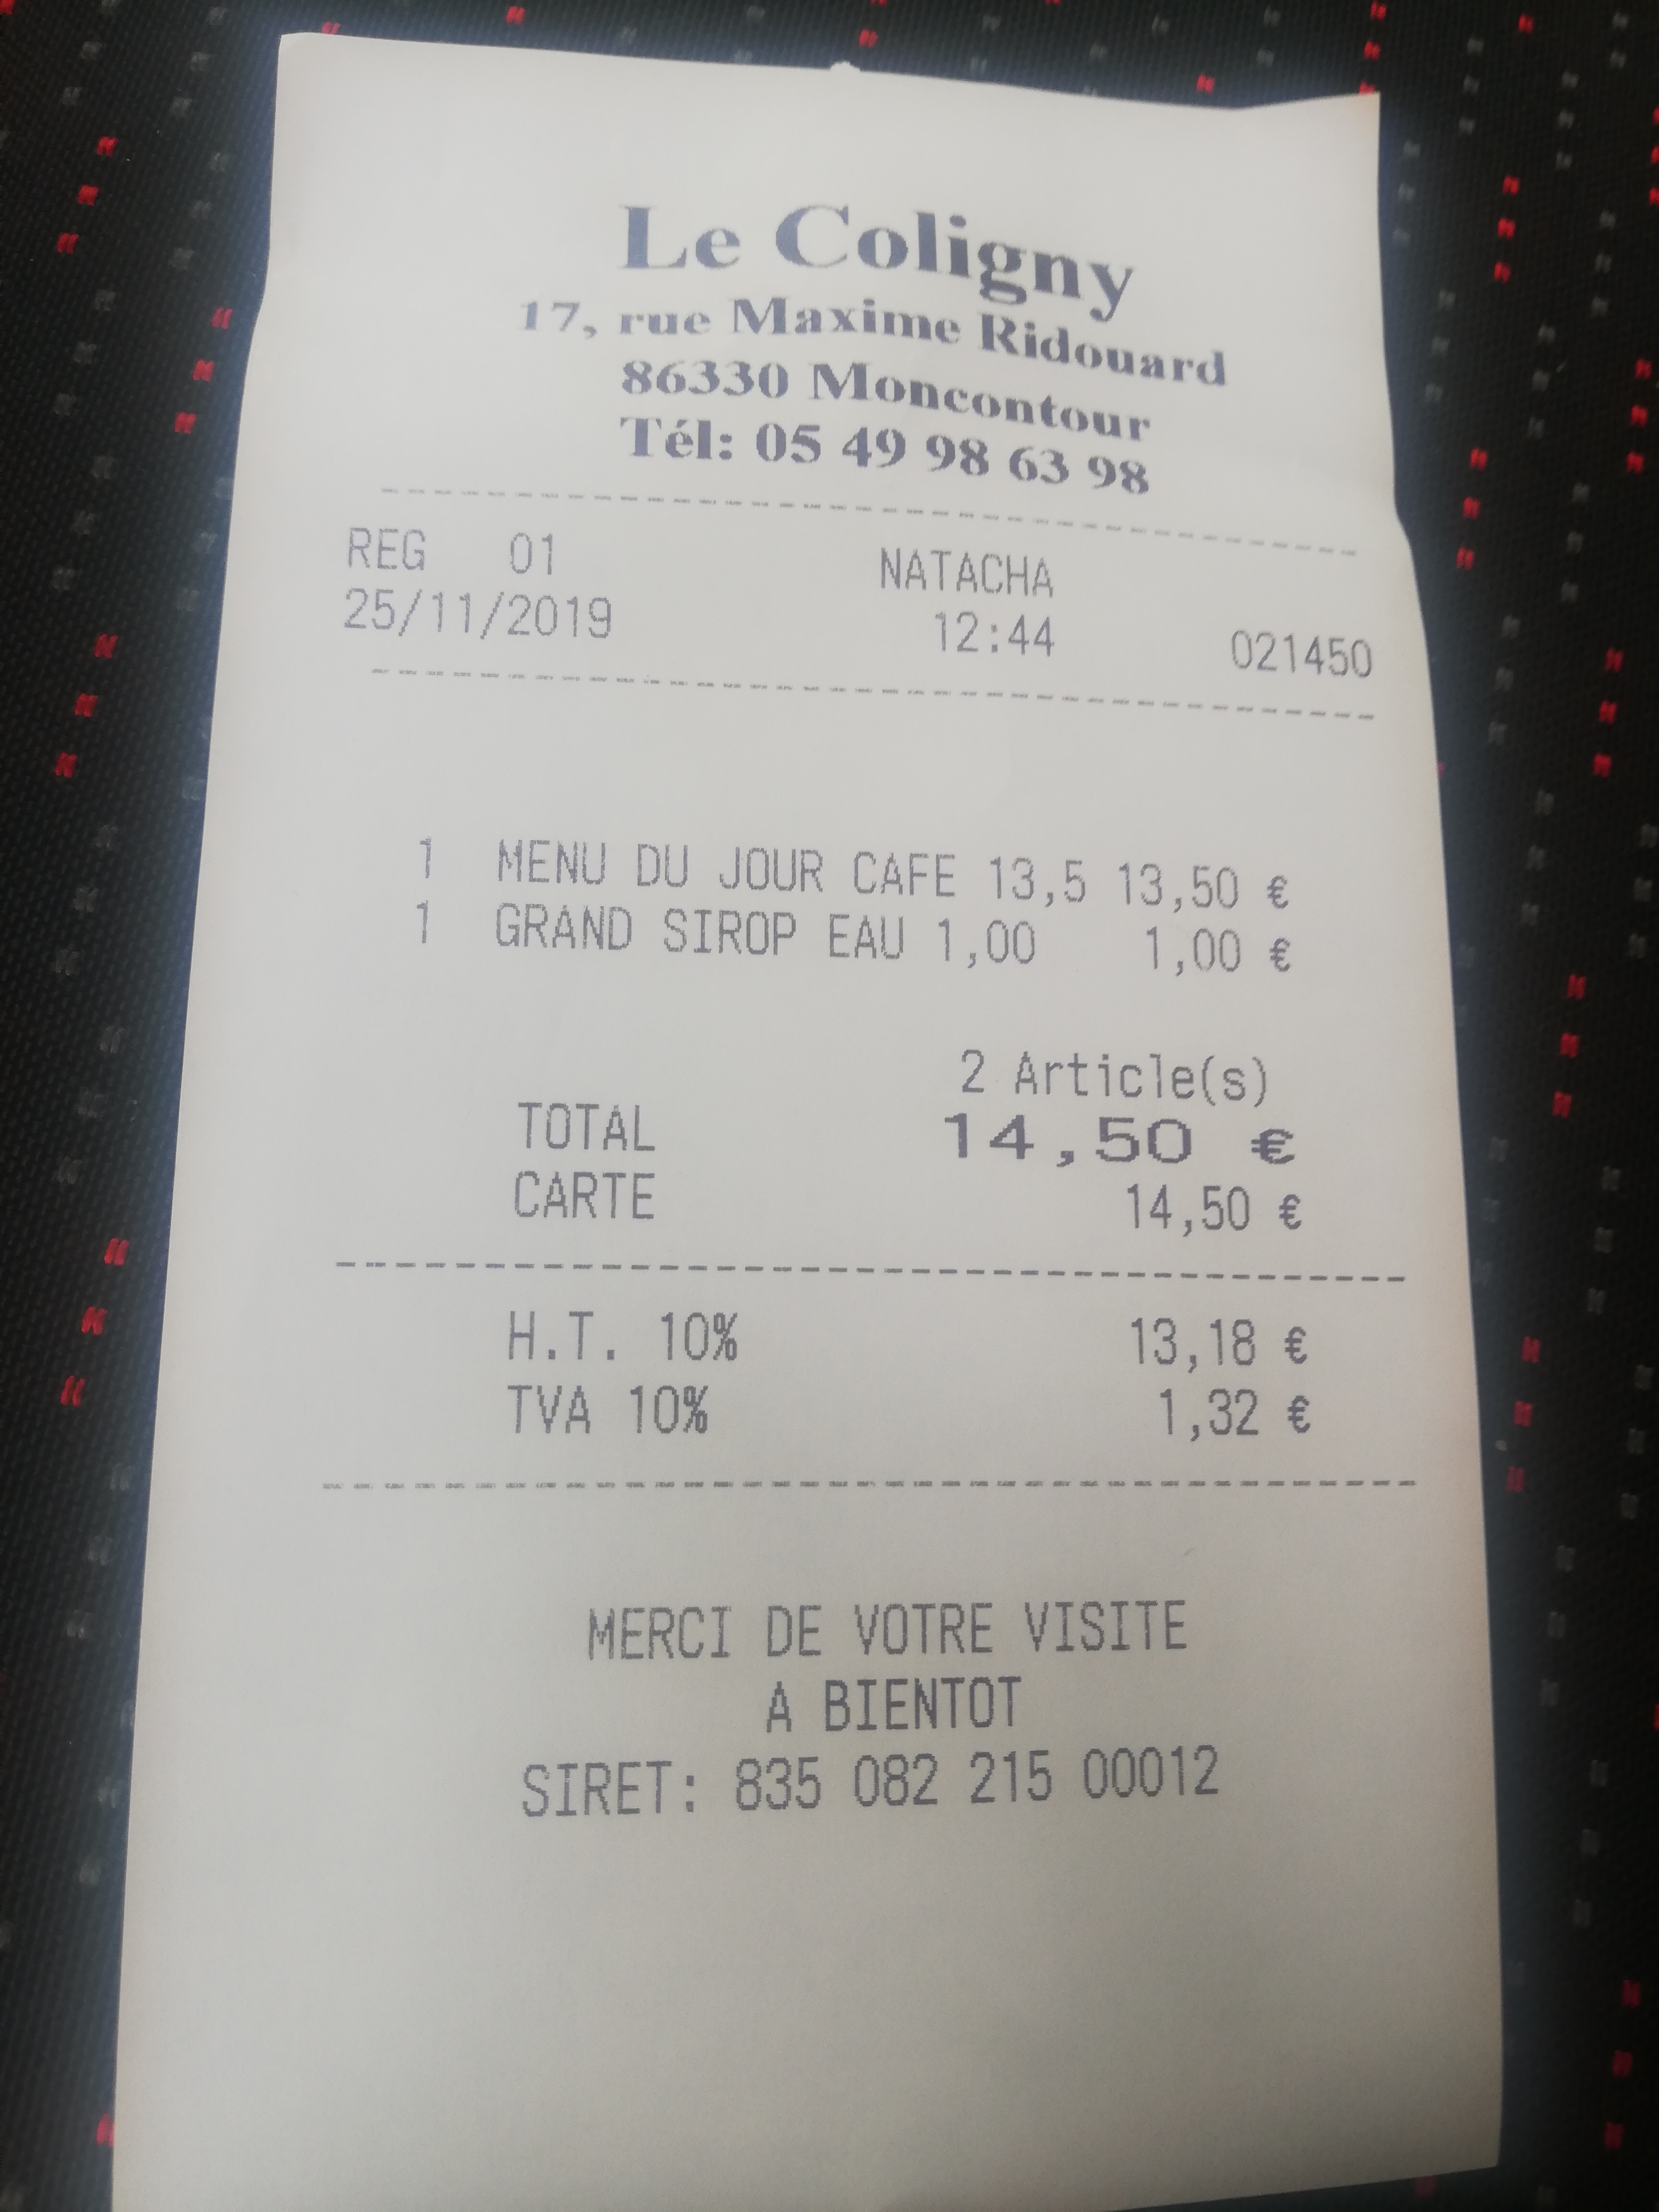 Le Coligny
17, rue Maxime Ridouard
86330 Moncontour
Tél: 05 49 98 63 98
REG 01 NATACHA
25/11/2019 12:44 021450
1 MENU DU JOUR CAFE 13,5 13,50 €
1 GRAND SIROP EAU 1,00 1,00 €
2 Article(s)
TOTAL 14,50 €
CARTE 14,50 €
H.T. 10% 13,18 €
TVA 10% 1,32 €
MERCI DE VOTRE VISITE
A BIENTOT
SIRET: 835 082 215 00012